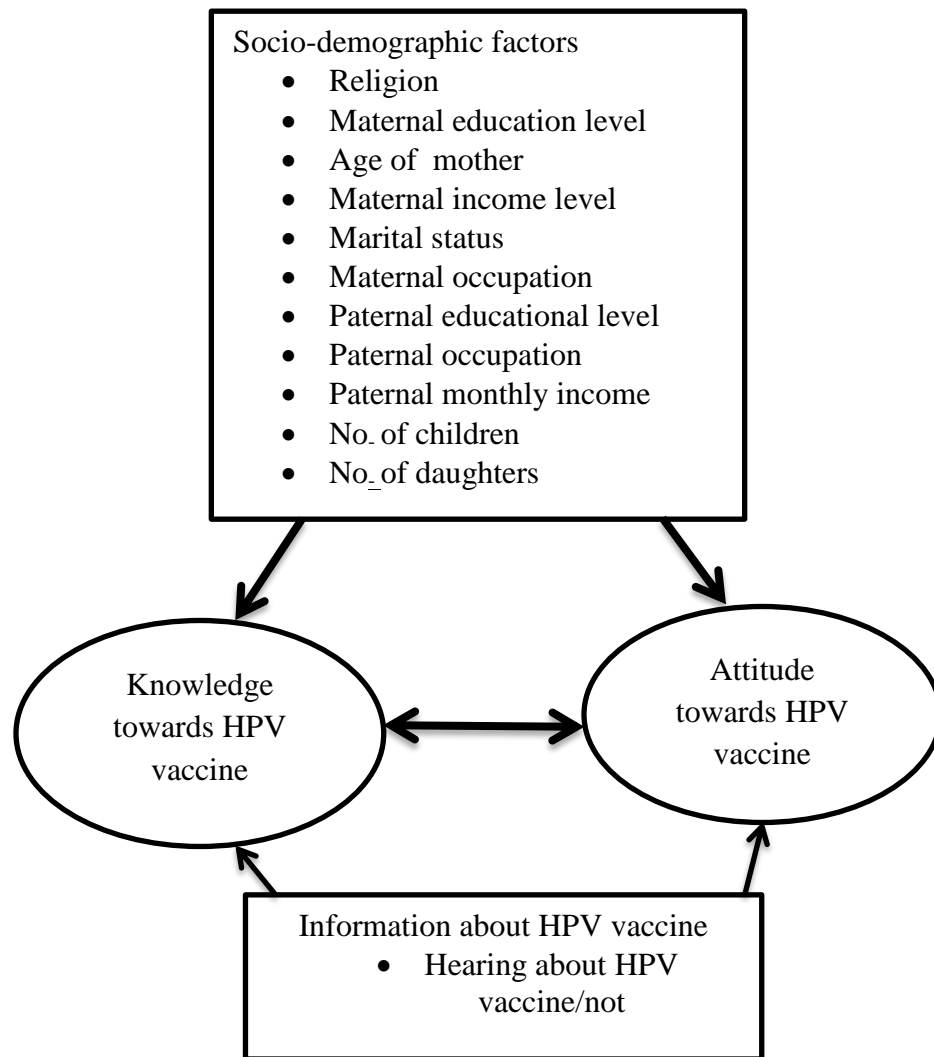 Socio-demographic factors
• Religion
• Maternal education level
• Age of mother
• Maternal income level
• Marital status
• Maternal occupation
• Paternal educational level
• Paternal occupation
• Paternal monthly income
• No. of children
• No. of daughters
Knowledge
towards HPV
vaccine
Attitude
towards HPV
vaccine
Information about HPV vaccine
• Hearing about HPV
vaccine/not